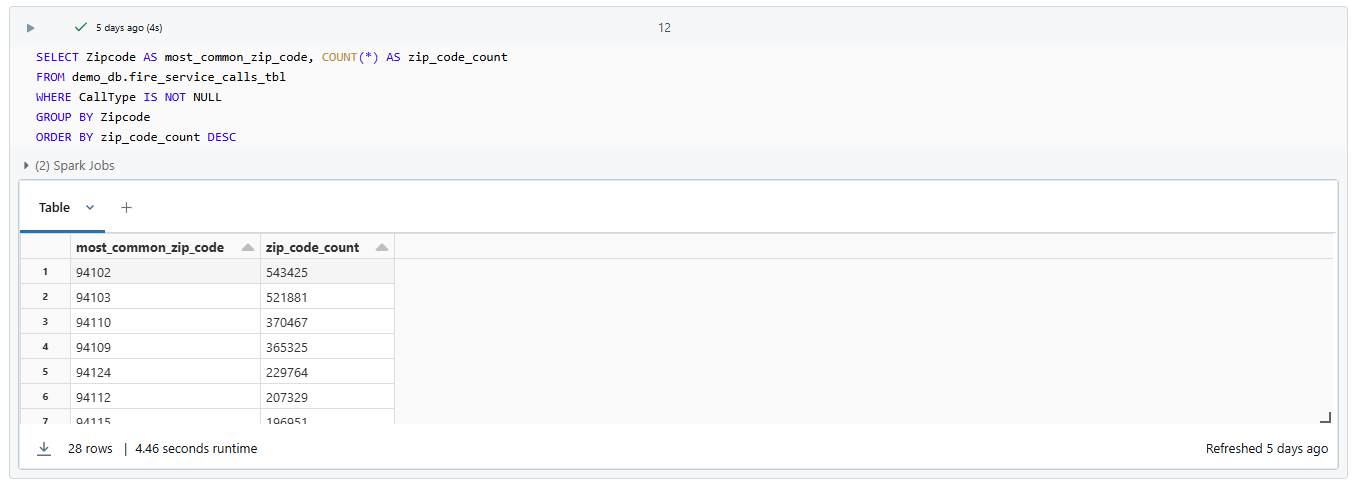 5 days ago (4s)
12
SELECT Zipcode AS most_common_zip_code, COUNT(*) AS zip_code_count
FROM demo_db.fire_service_calls_tbl
WHERE CallType IS NOT NULL
GROUP BY Zipcode
ORDER BY zip_code_count DESC
(2) Spark Jobs
Table
most_common_zip_code zip_code_count
1 94102 543425
2 94103 521881
3 94110 370467
4 94109 365325
5 94124 229764
6 94112 207329
7 94115 196951
28 rows | 4.46 seconds runtime Refreshed 5 days ago